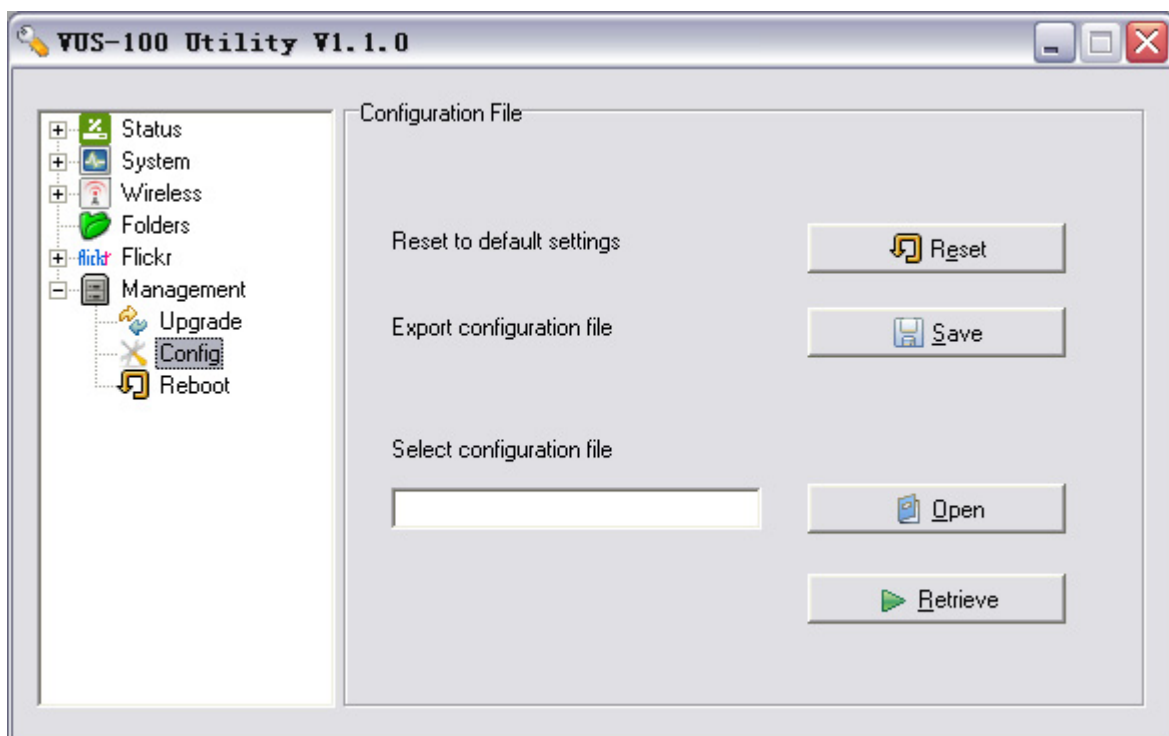 WUS-100 Utility V1.1.0
Status
System
Wireless
Folders
flickr Flickr
Management
Upgrade
Config
Reboot
Configuration File
Reset to default settings
Reset
Export configuration file
Save
Select configuration file
Open
Retrieve